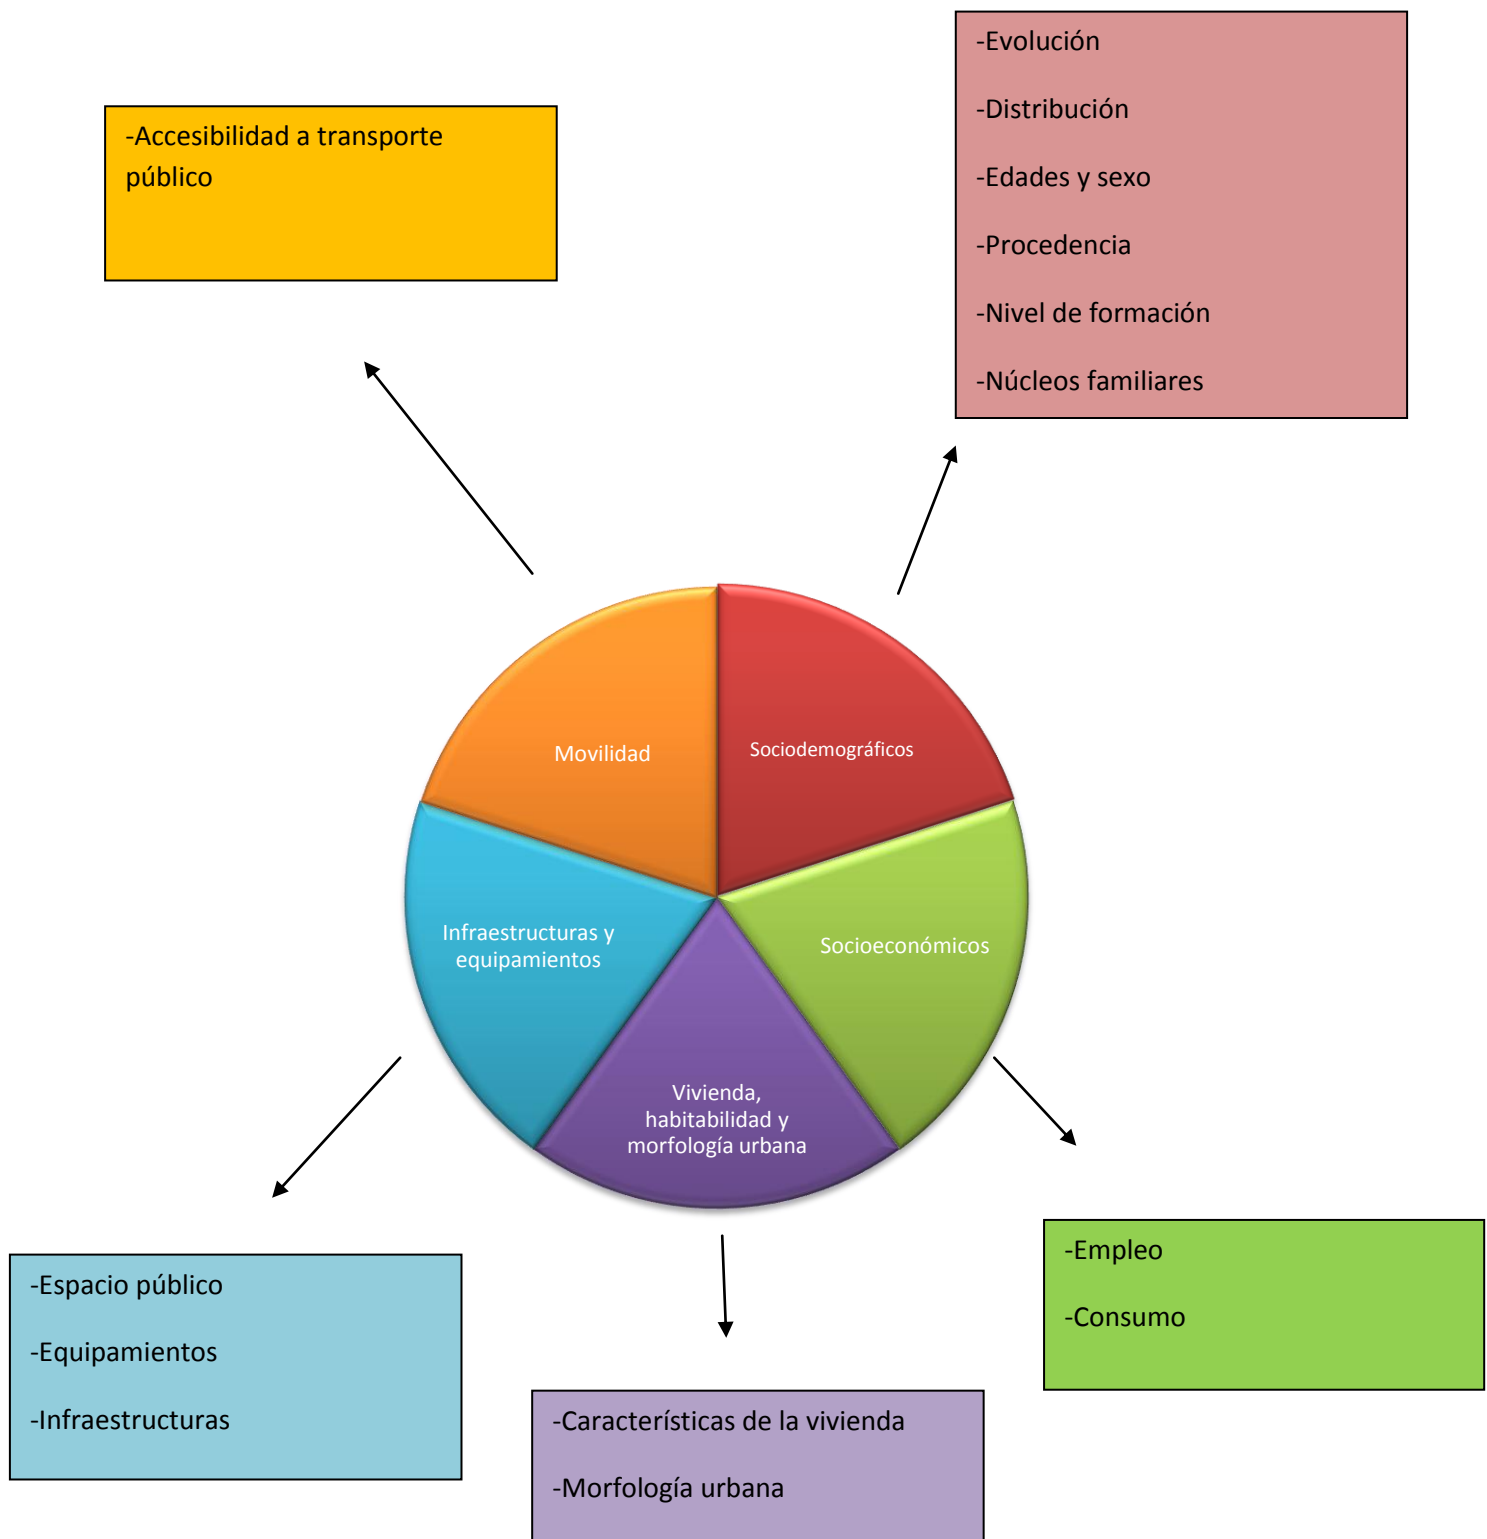 -Evolución
-Distribución
-Edades y sexo
-Procedencia
-Nivel de formación
-Núcleos familiares
-Accesibilidad a transporte
público
Movilidad
Sociodemográficos
Infraestructuras y
equipamientos
Socioeconómicos
Vivienda,
habitabilidad y
morfología urbana
-Espacio público
-Equipamientos
-Infraestructuras
-Empleo
-Consumo
-Características de la vivienda
-Morfología urbana